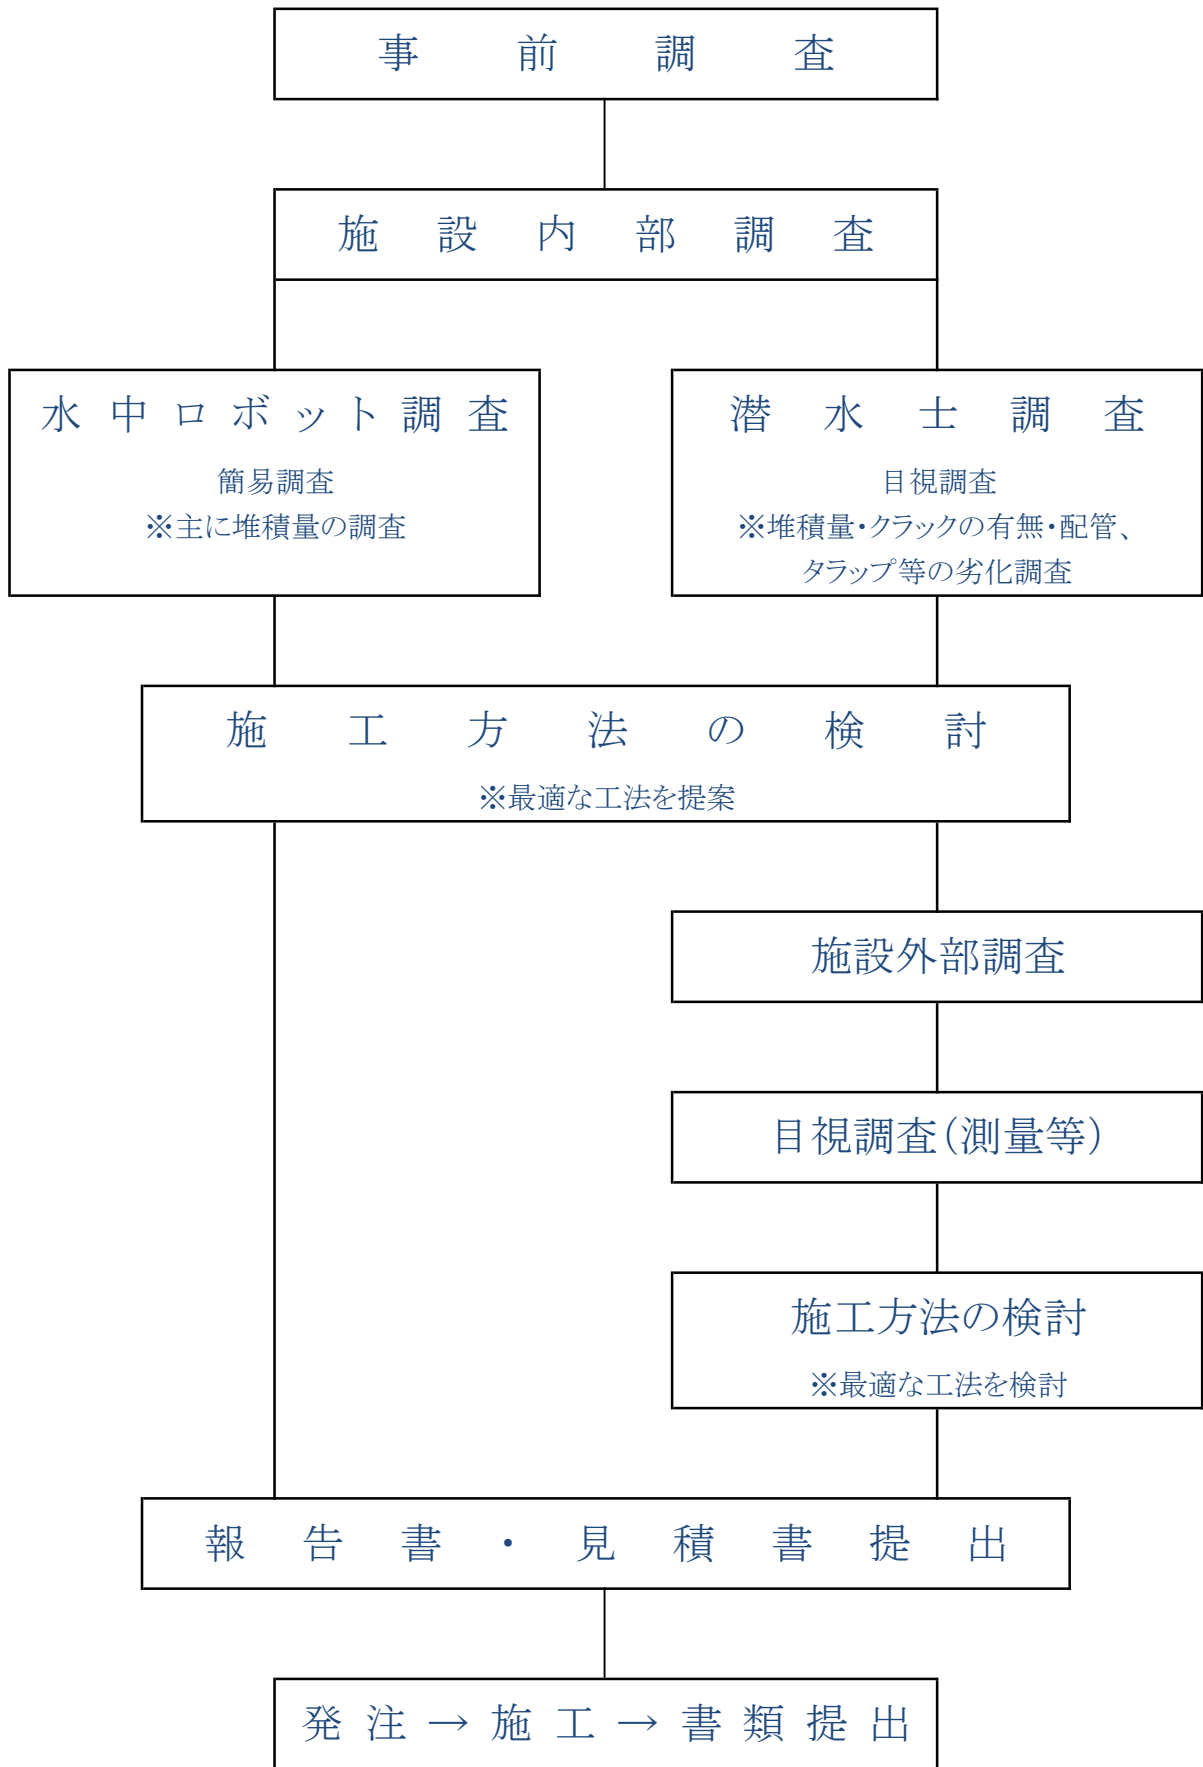 事前調査
施設内部調査
水中ロボット調査
簡易調査
※主に堆積量の調査
潜水士調査
目視調査
※堆積量・クラックの有無・配管、
タラップ等の劣化調査
施工方法の検討
※最適な工法を提案
施設外部調査
目視調査(測量等)
施工方法の検討
※最適な工法を検討
報告書・見積書提出
発注→施工→書類提出